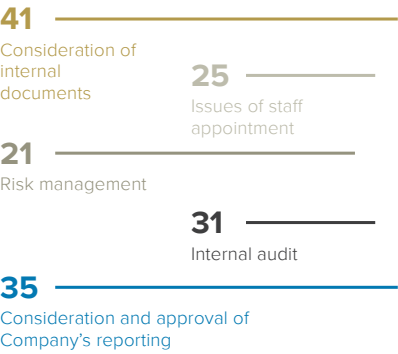 41
Consideration of
internal
documents
25
Issues of staff
appointment
21
Risk management
31
Internal audit
35
Consideration and approval of
Company’s reporting